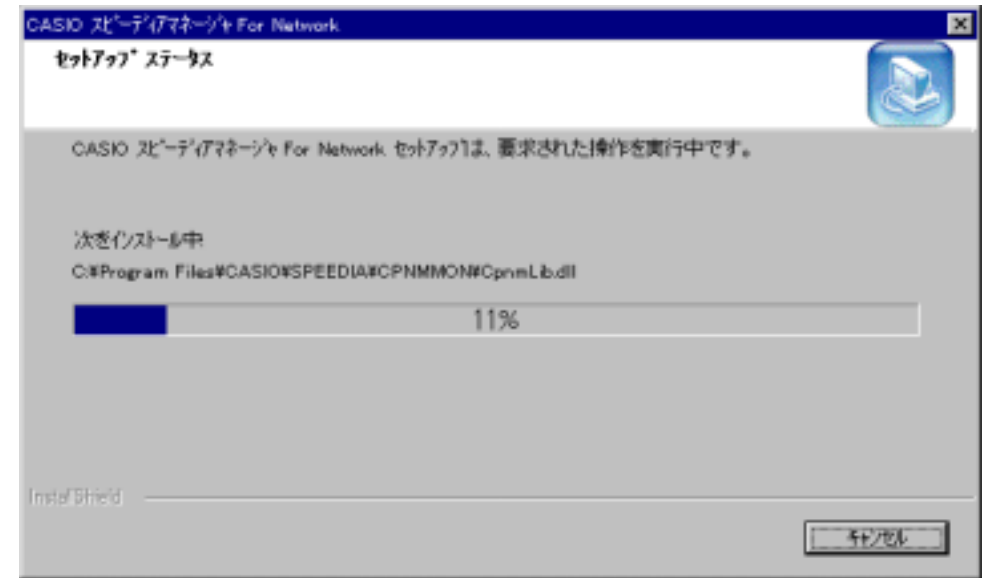 CASIO スピーディアマネージャ For Network
セットアップ ステータス
CASIO スピーディアマネージャ For Network セットアップは、要求された操作を実行中です。
次をインストール中:
C:¥Program Files¥CASIO¥SPEEDIA¥CPNMMON¥CpnmLib.dll
11%
InstallShield
キャンセル